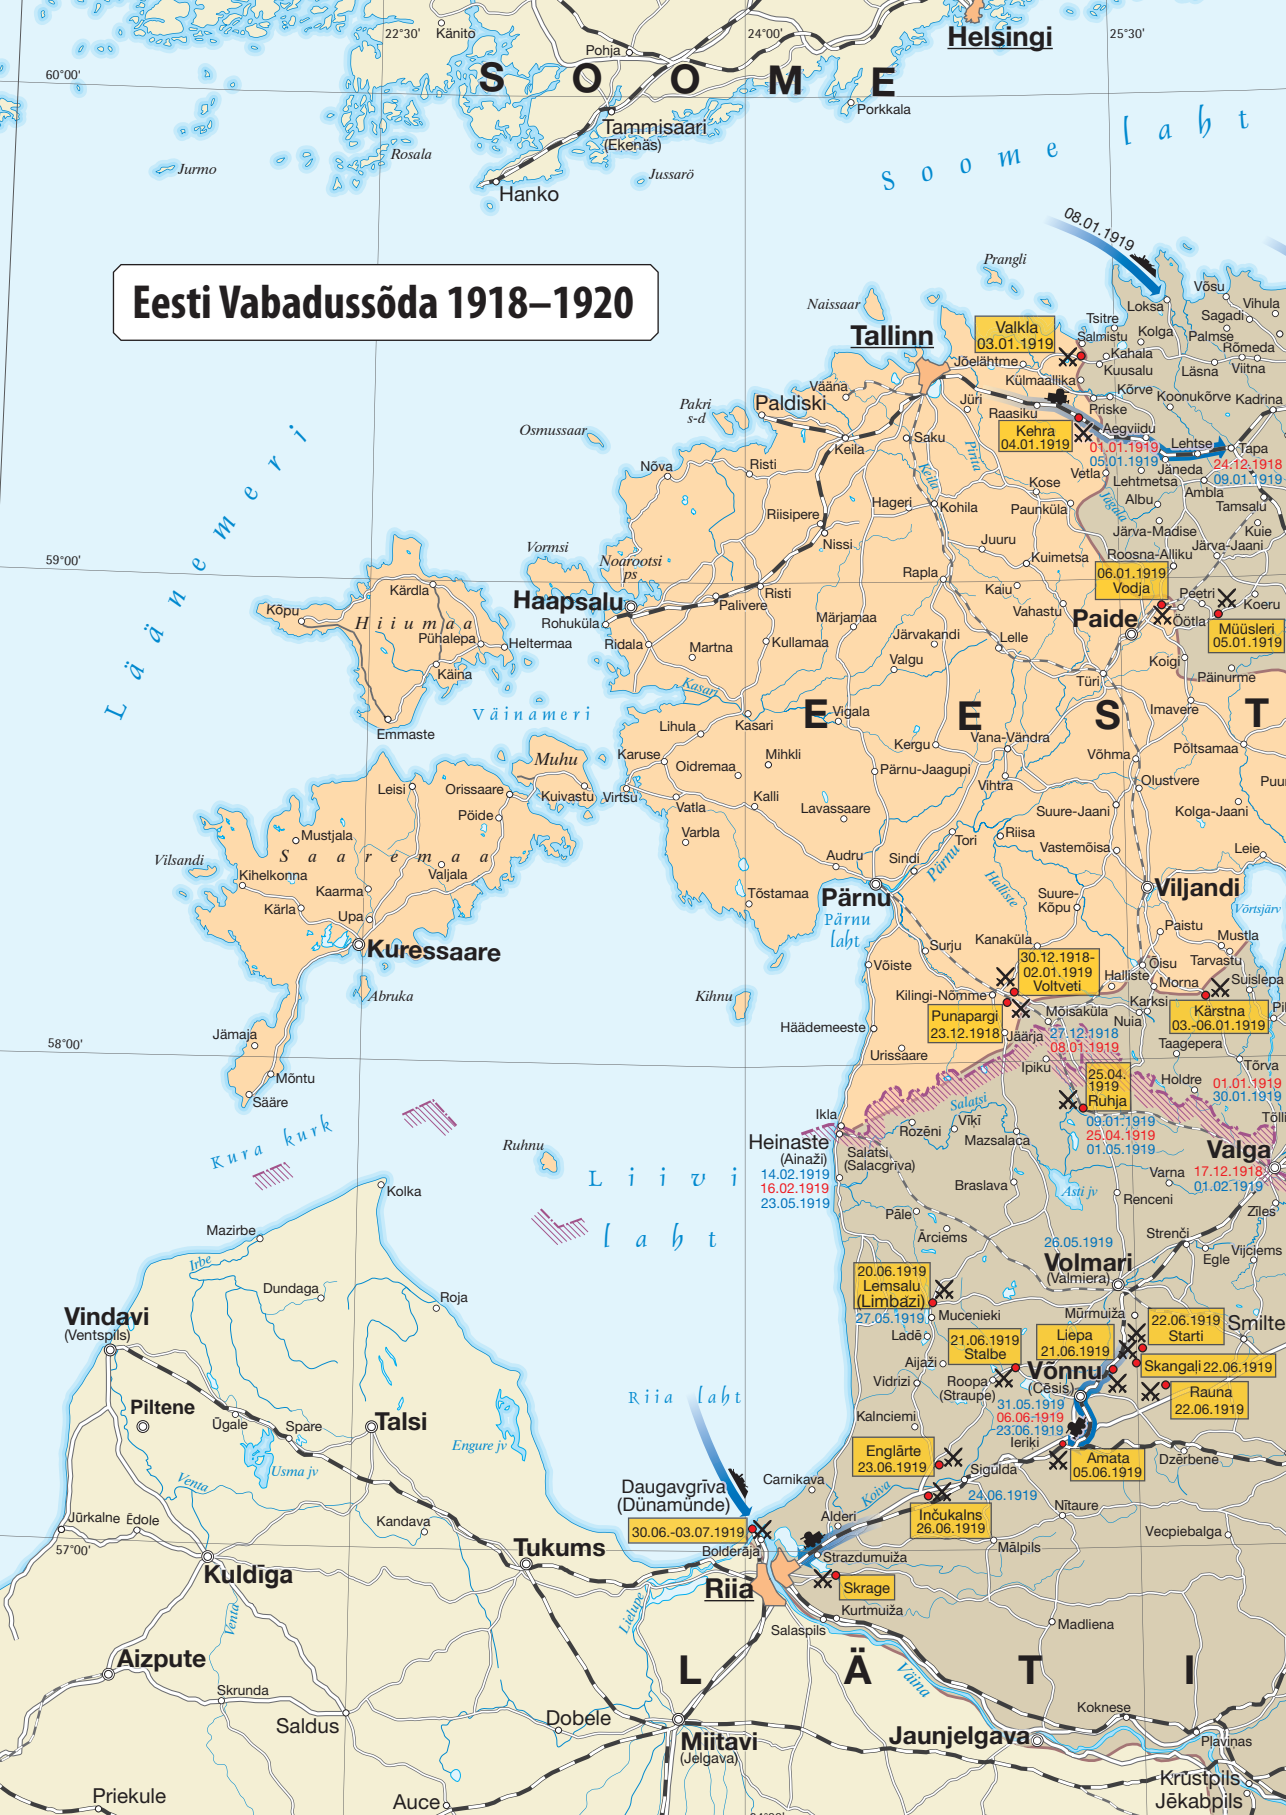 22°30'
24°00'
25°30'
Känito
Helsingi
Pohja
60°00'
S O O M E
Porkkala
Tammisaari
(Ekenäs)
Rosala
Jurmo
Jussarö
Hanko
Soome laht
08.01.1919
Eesti Vabadussõda 1918–1920
Prangli
Naissaar
Loksa
Võsu
Vihula
Sagadi
Tsitre
Valkla
03.01.1919
Salmistu
Kolga
Palmse
Tallinn
Rõmeda
Jõelähtme
Kahala
Kuusalu
Läsna
Viitna
Külmaallika
Vääna
Kõrve
Koonukõrve
Kadrina
Pakri
s-d
Paldiski
Jüri
Raasiku
Priske
Osmussaar
Kehra
04.01.1919
Aegviidu
01.01.1919
05.01.1919
Lehtse
Tapa
24.12.1918
09.01.1919
Saku
Keila
Pirita
Keila
Nõva
Risti
Vetla
Jäneda
Lehtmetsa
Kose
Ambla
Albu
Jägala
Tamsalu
Hageri
Kohila
Paunküla
Riisipere
Järva-Madise
Küie
Nissi
Juuru
Roosna-Alliku
Järva-Jaani
Kuimetsa
Vormsi
Noarootsi
ps
59°00'
Rapla
Kaiu
06.01.1919
Vodja
Peetri
Koeru
Kärdla
Kõpu
Hiiumaa
Haapsalu
Rohuküla
Palivere
Risti
Vahastu
Paide
Öötla
Müüsleri
05.01.1919
Märjamaa
Pühalepa
Heltermaa
Ridala
Martna
Kullamaa
Järvakandi
Lelle
Koigi
Käina
Valgu
Türi
Päinurme
Kasari
Läänemeri
Väinameri
Emmaste
Lihula
Kasari
E E S T
Vigala
Imavere
Kergu
Vana-Vändra
Võhma
Põltsamaa
Muhu
Karuse
Oidremaa
Mihkli
Pärnu-Jaagupi
Vihtra
Olustvere
Leisi
Orissaare
Kuivastu
Virtsu
Vatla
Kalli
Lavassaare
Suure-Jaani
Kolga-Jaani
Pöide
Varbla
Tori
Riisa
Mustjala
Vastemõisa
Leie
Vilsandi
Saaremaa
Kihelkonna
Valjala
Audru
Sindi
Pärnu
Kaarma
Halliste
Suure-
Kõpu
Viljandi
Kärla
Upa
Tõstamaa
Pärnu
Pärnu
laht
Võrtsjärv
Paistu
Kuressaare
Surju
Kanaküla
Mustla
Tarvastu
Võiste
30.12.1918-
02.01.1919
Voltveti
Õisu
Halliste
Morna
Suislepa
Abruka
Kihnu
Kilingi-Nõmme
Karksi
Kärstna
03.-06.01.1919
Punapargi
23.12.1918
Mõisaküla
Nuia
Häädemeeste
Jämaja
Jäärja
27.12.1918
08.01.1919
Taagepera
58°00'
Urissaare
Ipiku
Tõrva
Mõntu
25.04.
1919
Ruhja
Holdre
01.01.1919
30.01.1919
Sääre
Salatsi
Ikla
Vīķi
09.01.1919
25.04.1919
01.05.1919
Kura kurk
Rozēni
Mazsalaca
Heinaste
(Ainaži)
14.02.1919
16.02.1919
23.05.1919
Salatsi
(Salacgriva)
Valga
17.12.1918
01.02.1919
Ruhnu
Varna
Kolka
Liivi
laht
Braslava
Asti jv
Renceni
Zīles
Pāle
Mazirbe
Ārciems
26.05.1919
Strenči
Vijciems
Irbe
Egle
Volmari
(Valmiera)
20.06.1919
Lemsalu
(Limbaži)
27.05.1919
Dundaga
Roja
Mucenieki
Mūrmuiža
Vindavi
(Ventspils)
Ladē
21.06.1919
Stalbe
Liepa
21.06.1919
22.06.1919
Starti
Smilte
Aijaži
Skangaļi 22.06.1919
Vidrizi
Roopa
(Straupe)
Võnnu
(Cēsis)
31.05.1919
06.06.1919
23.06.1919
Rauna
22.06.1919
Riia laht
Piltene
Talsi
Ūgale
Spare
Kalnciemi
Ieriķi
Engure jv
Englārte
23.06.1919
Amata
05.06.1919
Dzērbene
Usma jv
Venta
Sigulda
Daugavgrīva
(Dünamünde)
Carnikava
Koiva
24.06.1919
30.06.-03.07.1919
Alderi
Inčukalns
26.06.1919
Nītaure
Jūrkalne
Ēdole
Kandava
Vecpiebalga
57°00'
Tukums
Bolderāja
Strazdumuiža
Mālpils
Kuldīga
Riia
Skrage
Venta
Lielupe
Kurtmuiža
Salaspils
Madliena
Aizpute
L Ä T I
Väina
Skrunda
Saldus
Dobele
Koknese
Miitavi
(Jelgava)
Jaunjelgava
Pļaviņas
Krustpils
Jēkabpils
Priekule
Auce